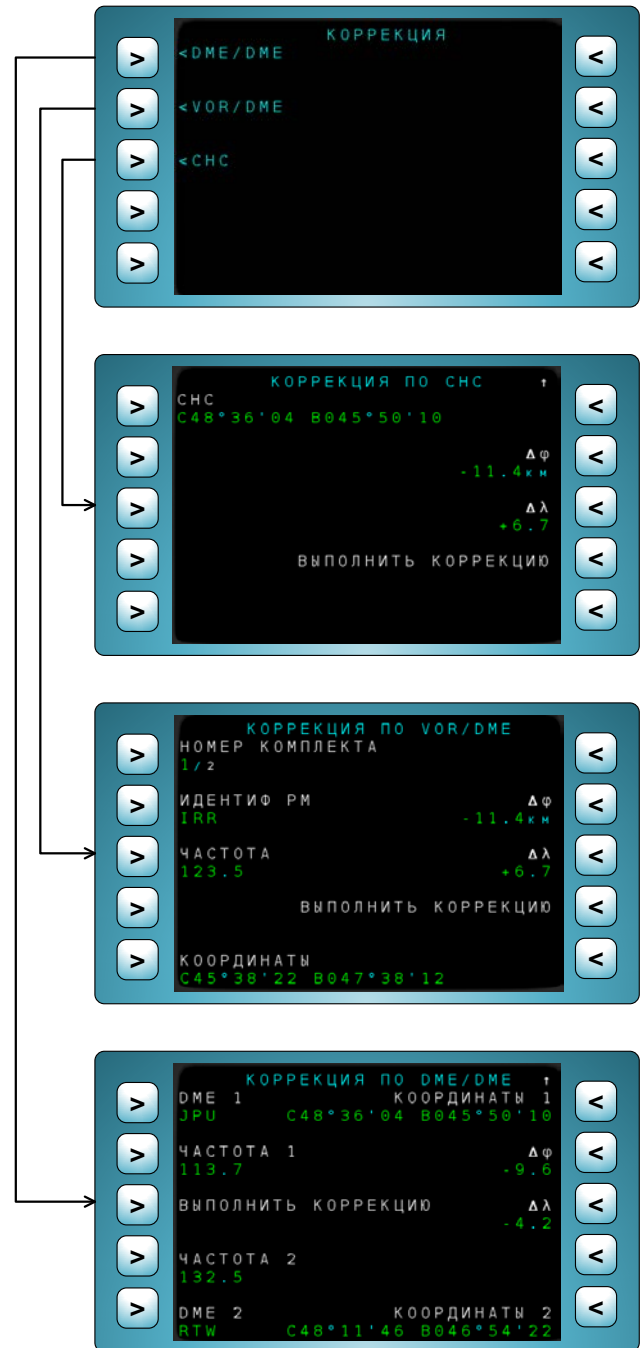 КОРРЕКЦИЯ
<DME/DME
<VOR/DME
<СНС
> > > > >
< < < < <
КОРРЕКЦИЯ ПО СНС ↑
СНС
С48°36'04 В045°50'10
Δφ
-11.4км
Δλ
+6.7
ВЫПОЛНИТЬ КОРРЕКЦИЮ
> > > > >
< < < < <
КОРРЕКЦИЯ ПО VOR/DME
НОМЕР КОМПЛЕКТА
1/2
ИДЕНТИФ РМ Δφ
IRR -11.4км
ЧАСТОТА Δλ
123.5 +6.7
ВЫПОЛНИТЬ КОРРЕКЦИЮ
КООРДИНАТЫ
С45°38'22 В047°38'12
> > > > >
< < < < <
КОРРЕКЦИЯ ПО DME/DME ↑
DME 1 КООРДИНАТЫ 1
JPU С48°36'04 В045°50'10
ЧАСТОТА 1 Δφ
113.7 -9.6
ВЫПОЛНИТЬ КОРРЕКЦИЮ Δλ
-4.2
ЧАСТОТА 2
132.5
DME 2 КООРДИНАТЫ 2
RTW С48°11'46 В046°54'22
> > > > >
< < < < <